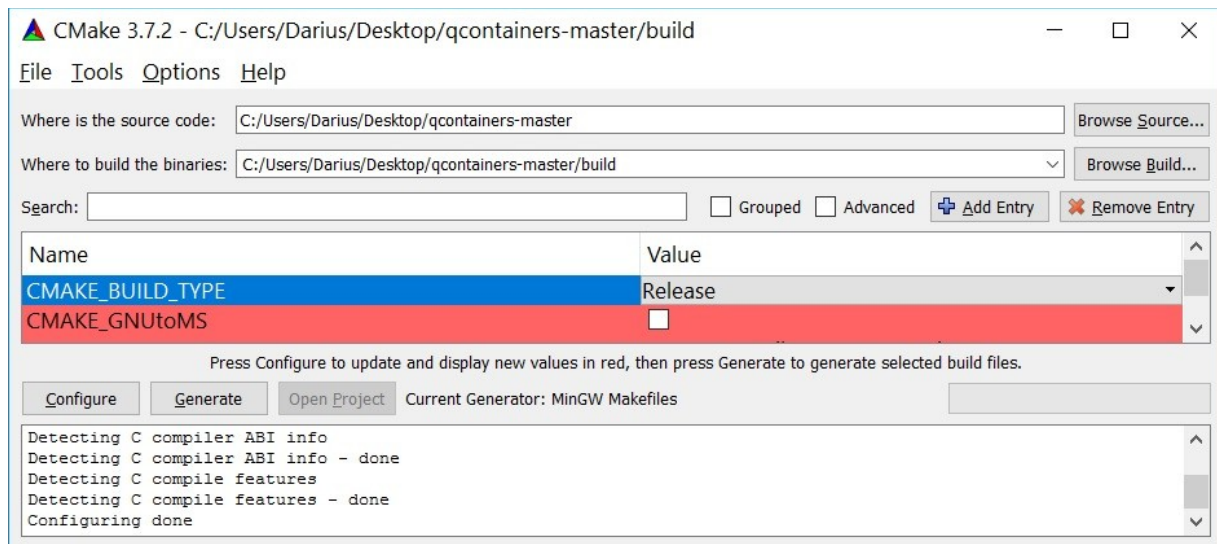 CMake 3.7.2 - C:/Users/Darius/Desktop/qcontainers-master/build
File Tools Options Help
Where is the source code: C:/Users/Darius/Desktop/qcontainers-master Browse Source...
Where to build the binaries: C:/Users/Darius/Desktop/qcontainers-master/build Browse Build...
Search: Grouped Advanced Add Entry Remove Entry
Name Value
CMAKE_BUILD_TYPE Release
CMAKE_GNUtoMS
Press Configure to update and display new values in red, then press Generate to generate selected build files.
Configure Generate Open Project Current Generator: MinGW Makefiles
Detecting C compiler ABI info
Detecting C compiler ABI info - done
Detecting C compile features
Detecting C compile features - done
Configuring done